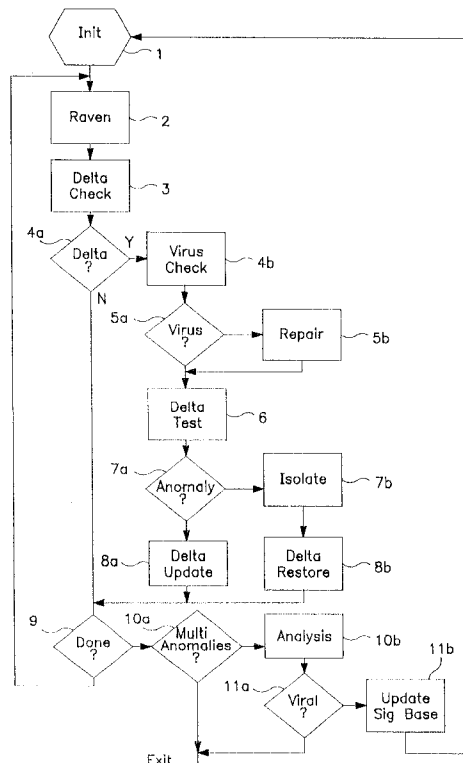 Init
1
Raven
2
Delta
Check
3
4a
Delta
?
Y
N
Virus
Check
4b
5a
Virus
?
Repair
5b
Delta
Test
6
7a
Anomaly
?
Isolate
7b
8a
Delta
Update
Delta
Restore
8b
9
Done
?
10a
Multi
Anomalies
?
Analysis
10b
11a
Viral
?
11b
Update
Sig Base
Exit